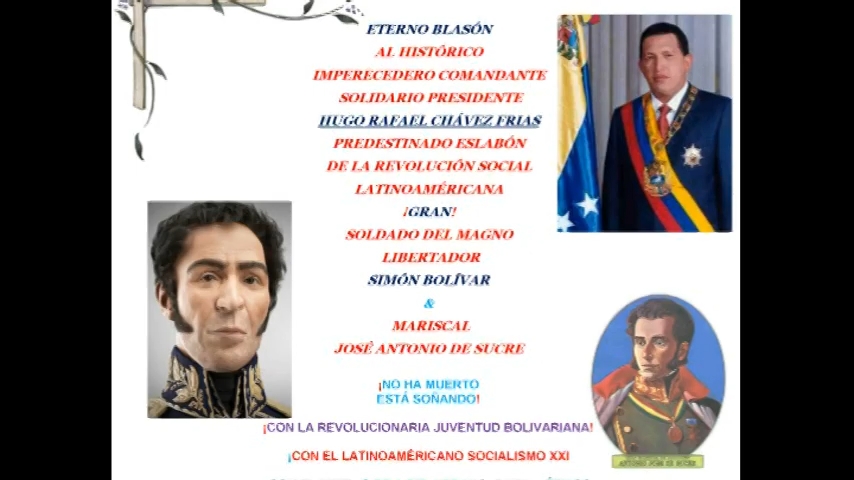 ETERNO BLASÓN
AL HISTÓRICO
IMPERECEDERO COMANDANTE
SOLIDARIO PRESIDENTE
HUGO RAFAEL CHÁVEZ FRIAS
PREDESTINADO ESLABÓN
DE LA REVOLUCIÓN SOCIAL
LATINOAMÉRICANA
¡GRAN!
SOLDADO DEL MAGNO
LIBERTADOR
SIMÓN BOLÍVAR
&
MARISCAL
JOSÉ ANTONIO DE SUCRE
¡NO HA MUERTO
ESTÁ SOÑANDO!
¡CON LA REVOLUCIONARIA JUVENTUD BOLIVARIANA!
¡CON EL LATINOAMÉRICANO SOCIALISMO XXI